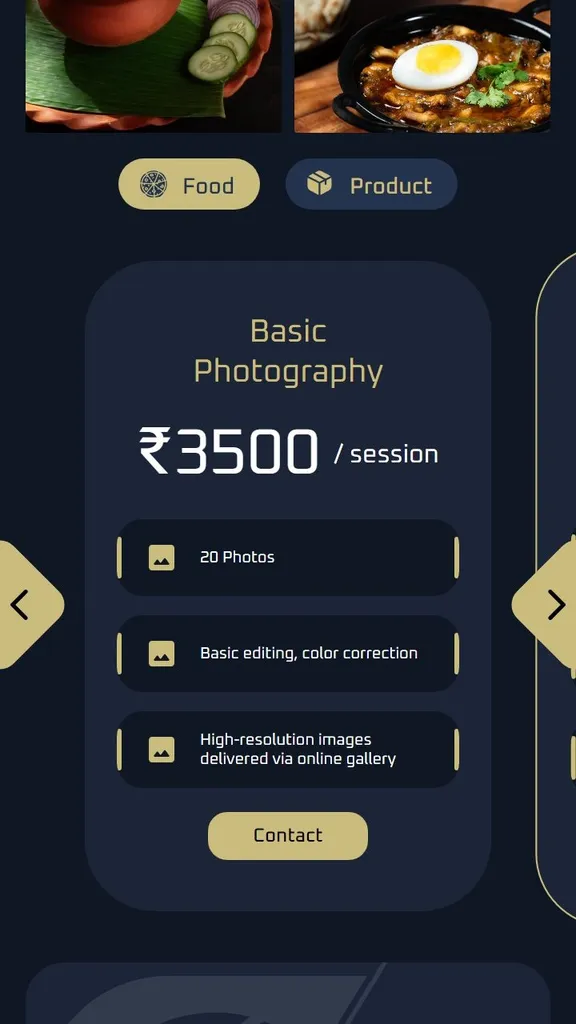 Food
Product
Basic
Photography
₹3500 / session
20 Photos
Basic editing, color correction
High-resolution images
delivered via online gallery
Contact